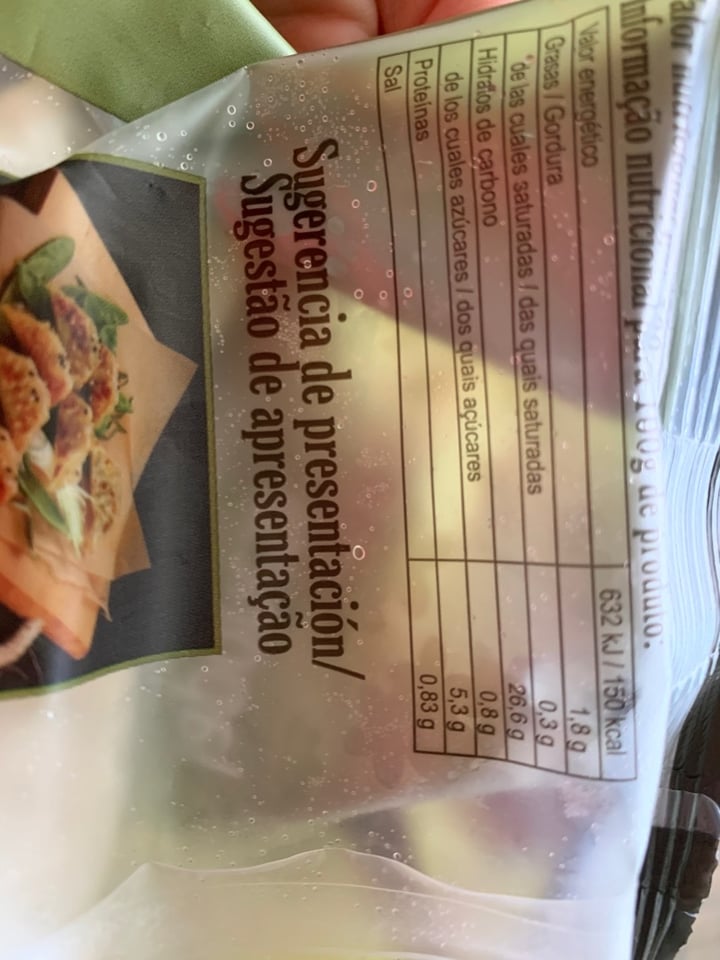 Informação nutricional para 100g de produto.
Valor energético 632 kJ / 150 kcal
Grasas / Gordura 1,8 g
de las cuales saturadas / das quais saturadas 0,3 g
Hidratos de carbono 26,6 g
de los cuales azúcares / dos quais açúcares 0,8 g
Proteínas 5,3 g
Sal 0,83 g
Sugerencia de presentación/
Sugestão de apresentação